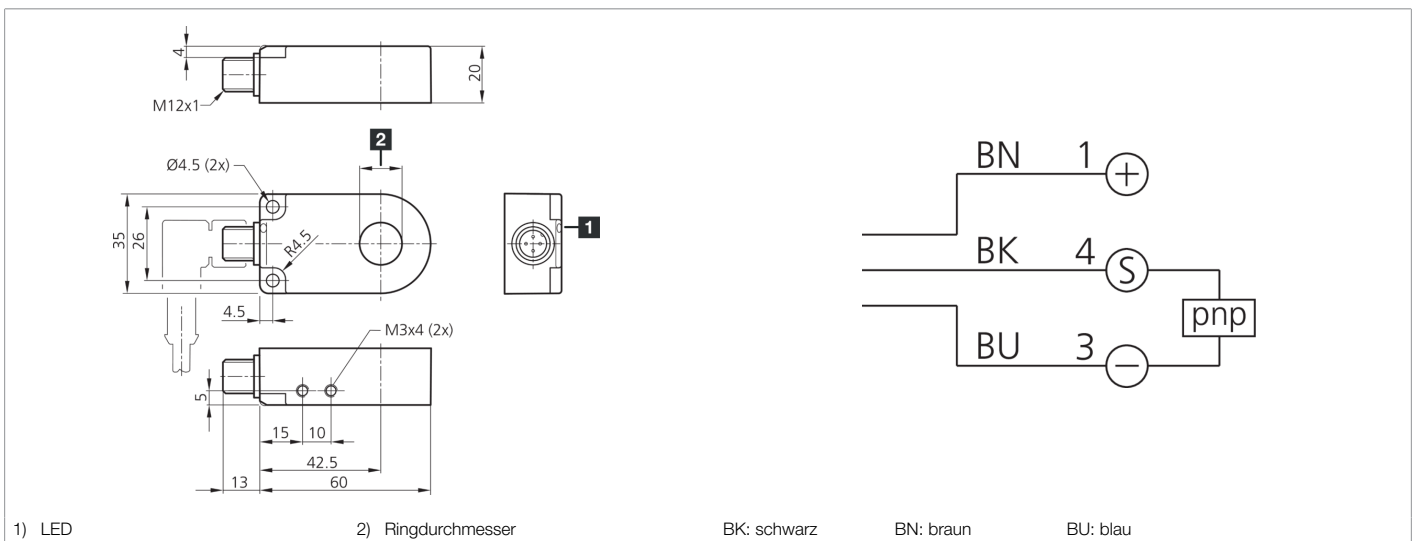 4
20
M12x1
2
Ø4.5 (2x)
1
35
26
R4.5
4.5
M3x4 (2x)
5
15
10
42.5
13
60
BN 1 +
BK 4 S
pnp
BU 3 −
1) LED
2) Ringdurchmesser
BK: schwarz
BN: braun
BU: blau